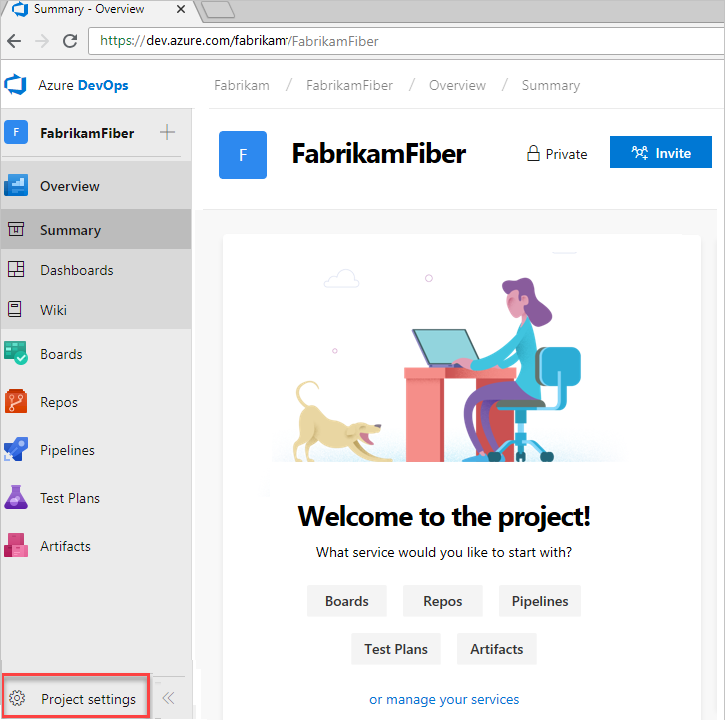 Summary - Overview
https://dev.azure.com/fabrikam/FabrikamFiber
Azure DevOps
Fabrikam / FabrikamFiber / Overview / Summary
F FabrikamFiber
F FabrikamFiber Private Invite
Overview
Summary
Dashboards
Wiki
Boards
Repos
Pipelines
Test Plans
Artifacts
Welcome to the project!
What service would you like to start with?
Boards Repos Pipelines
Test Plans Artifacts
or manage your services
Project settings